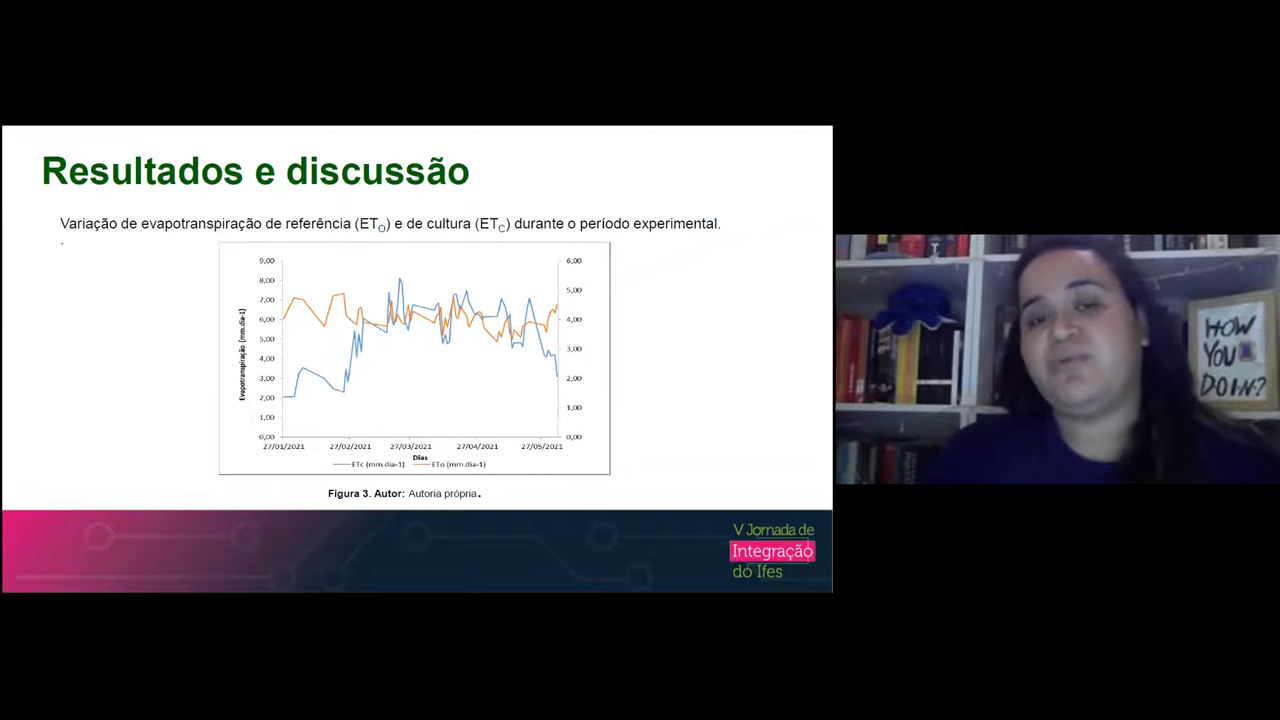 Resultados e discussão
Variação de evapotranspiração de referência (ETO) e de cultura (ETC) durante o período experimental.
.
9,00
8,00
7,00
6,00
5,00
4,00
3,00
2,00
1,00
0,00
Evapotranspiração (mm.dia-1)
6,00
5,00
4,00
3,00
2,00
1,00
0,00
27/01/2021 27/02/2021 27/03/2021 27/04/2021 27/05/2021
Dias
ETc (mm.dia-1) ETo (mm.dia-1)
Figura 3. Autor: Autoria própria.
V Jornada de
Integração
do Ifes
HOW
YOU
DOIN?